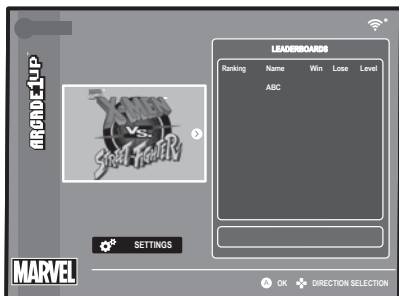 ARCADE1UP
LEADERBOARDS
Ranking Name Win Lose Level
ABC
X-MEN
VS.
STREET FIGHTER
SETTINGS
MARVEL
A OK DIRECTION SELECTION